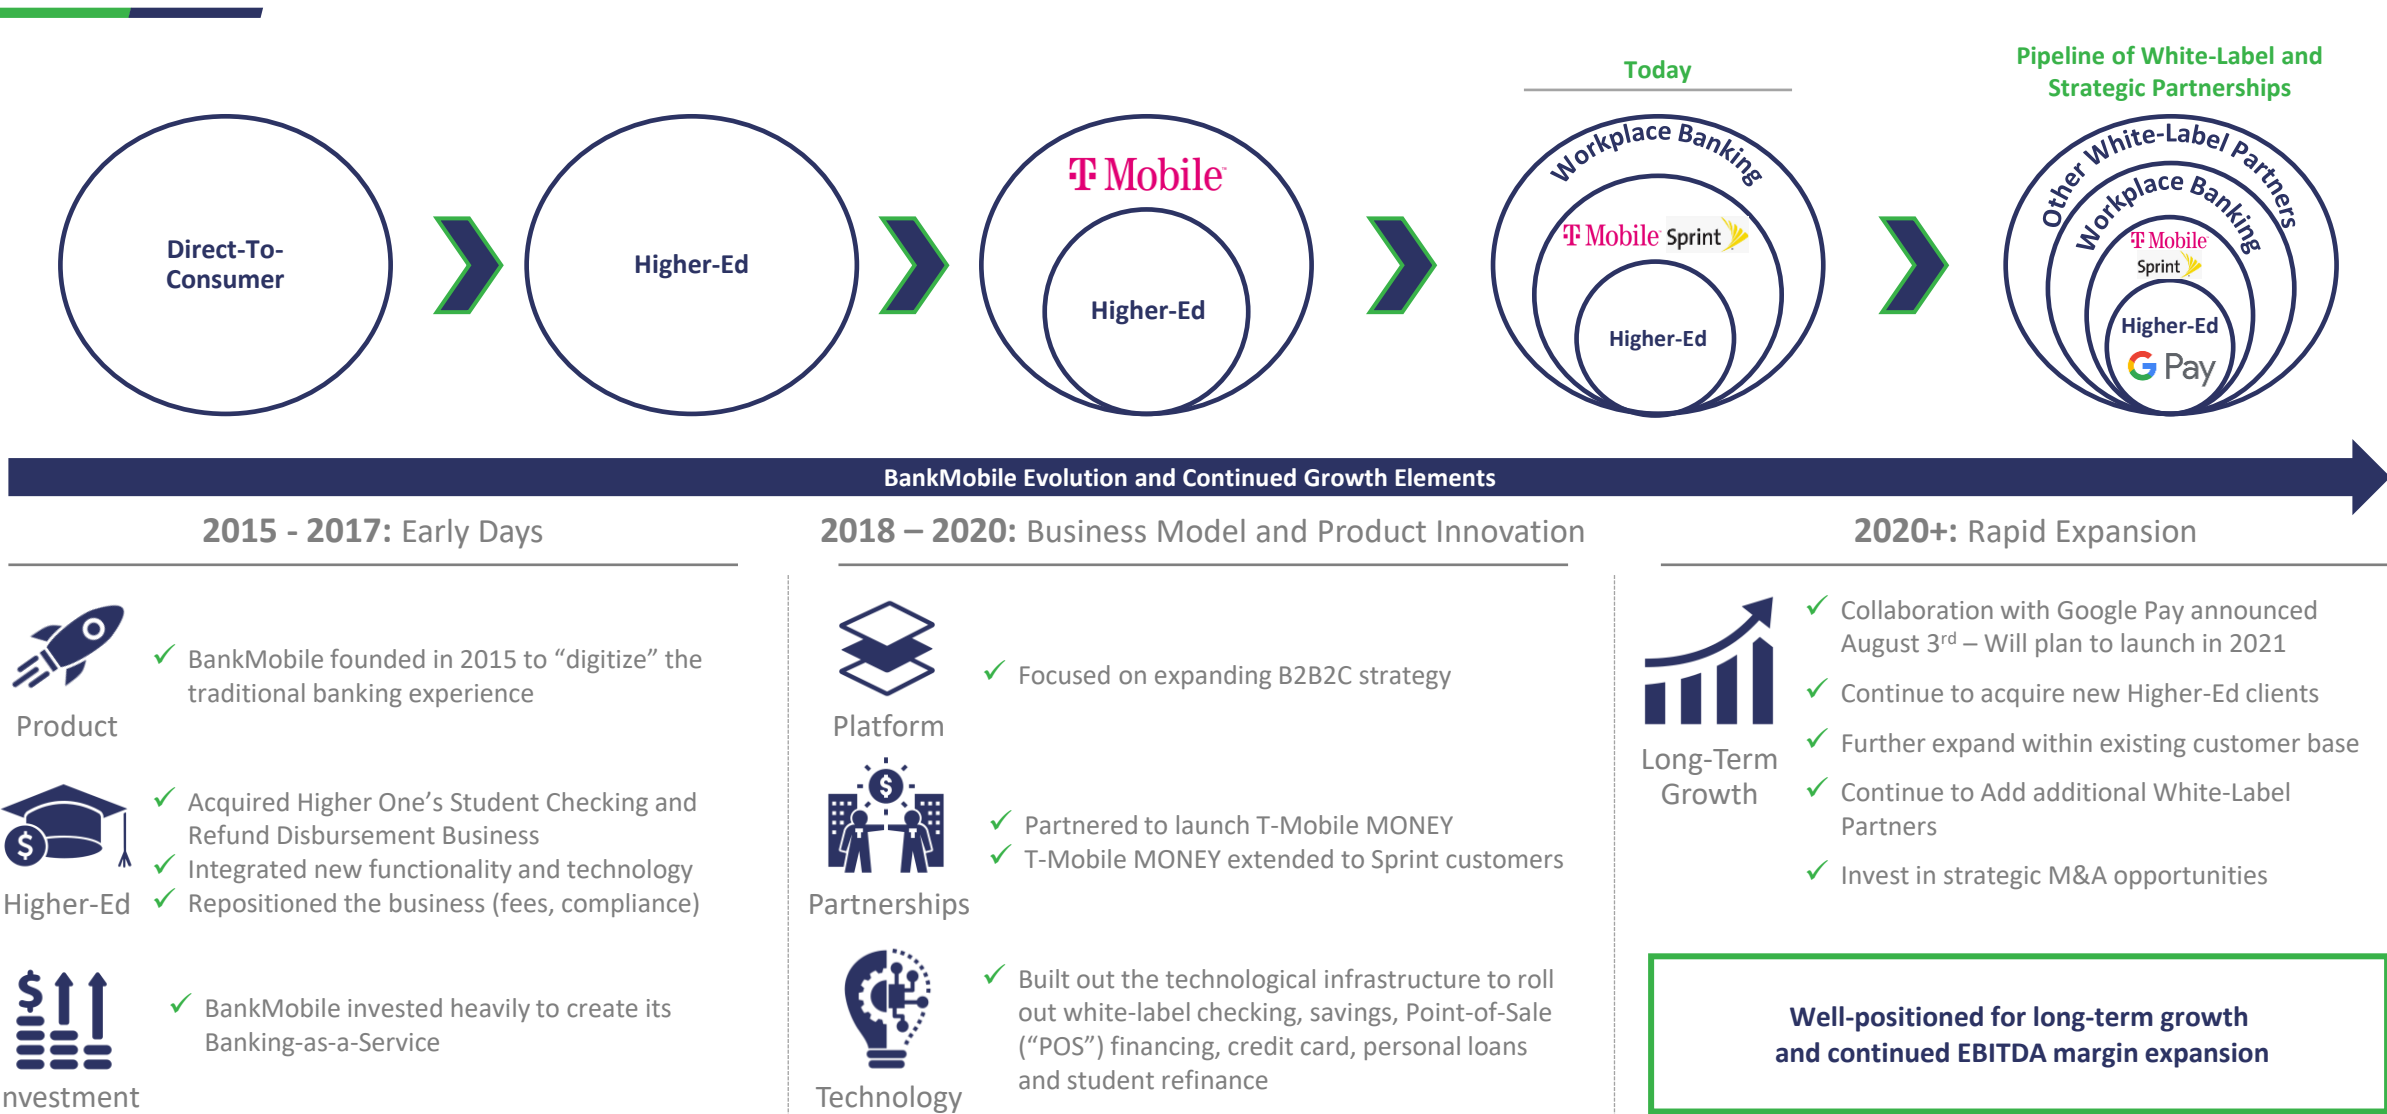 Today
Pipeline of White-Label and
Strategic Partnerships
Direct-To-
Consumer
Higher-Ed
T Mobile
Higher-Ed
Workplace Banking
T Mobile Sprint
Higher-Ed
Other White-Label Partners
Workplace Banking
T Mobile
Sprint
Higher-Ed
G Pay
BankMobile Evolution and Continued Growth Elements
2015 - 2017: Early Days
Product
✓ BankMobile founded in 2015 to “digitize” the
traditional banking experience
Higher-Ed
✓ Acquired Higher One’s Student Checking and
Refund Disbursement Business
✓ Integrated new functionality and technology
✓ Repositioned the business (fees, compliance)
nvestment
✓ BankMobile invested heavily to create its
Banking-as-a-Service
2018 – 2020: Business Model and Product Innovation
Platform
✓ Focused on expanding B2B2C strategy
Partnerships
✓ Partnered to launch T-Mobile MONEY
✓ T-Mobile MONEY extended to Sprint customers
Technology
✓ Built out the technological infrastructure to roll
out white-label checking, savings, Point-of-Sale
(“POS”) financing, credit card, personal loans
and student refinance
2020+: Rapid Expansion
Long-Term
Growth
✓ Collaboration with Google Pay announced
August 3rd – Will plan to launch in 2021
✓ Continue to acquire new Higher-Ed clients
✓ Further expand within existing customer base
✓ Continue to Add additional White-Label
Partners
✓ Invest in strategic M&A opportunities
Well-positioned for long-term growth
and continued EBITDA margin expansion